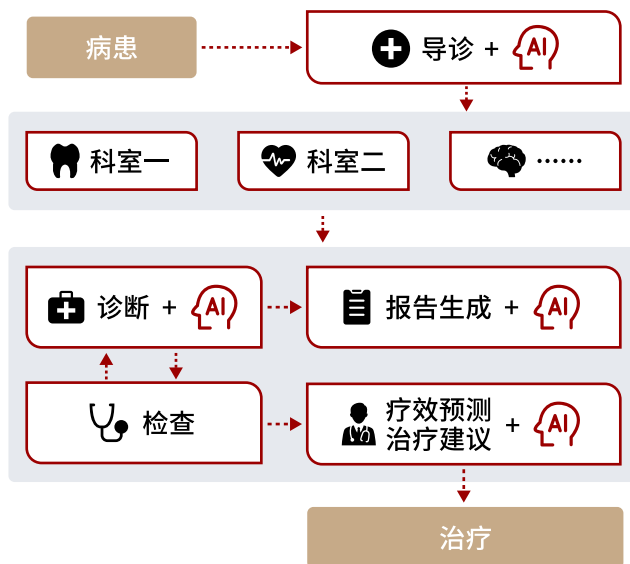 病患
导诊 + AI
科室一
科室二
······
诊断 + AI
报告生成 + AI
检查
疗效预测
治疗建议 + AI
治疗